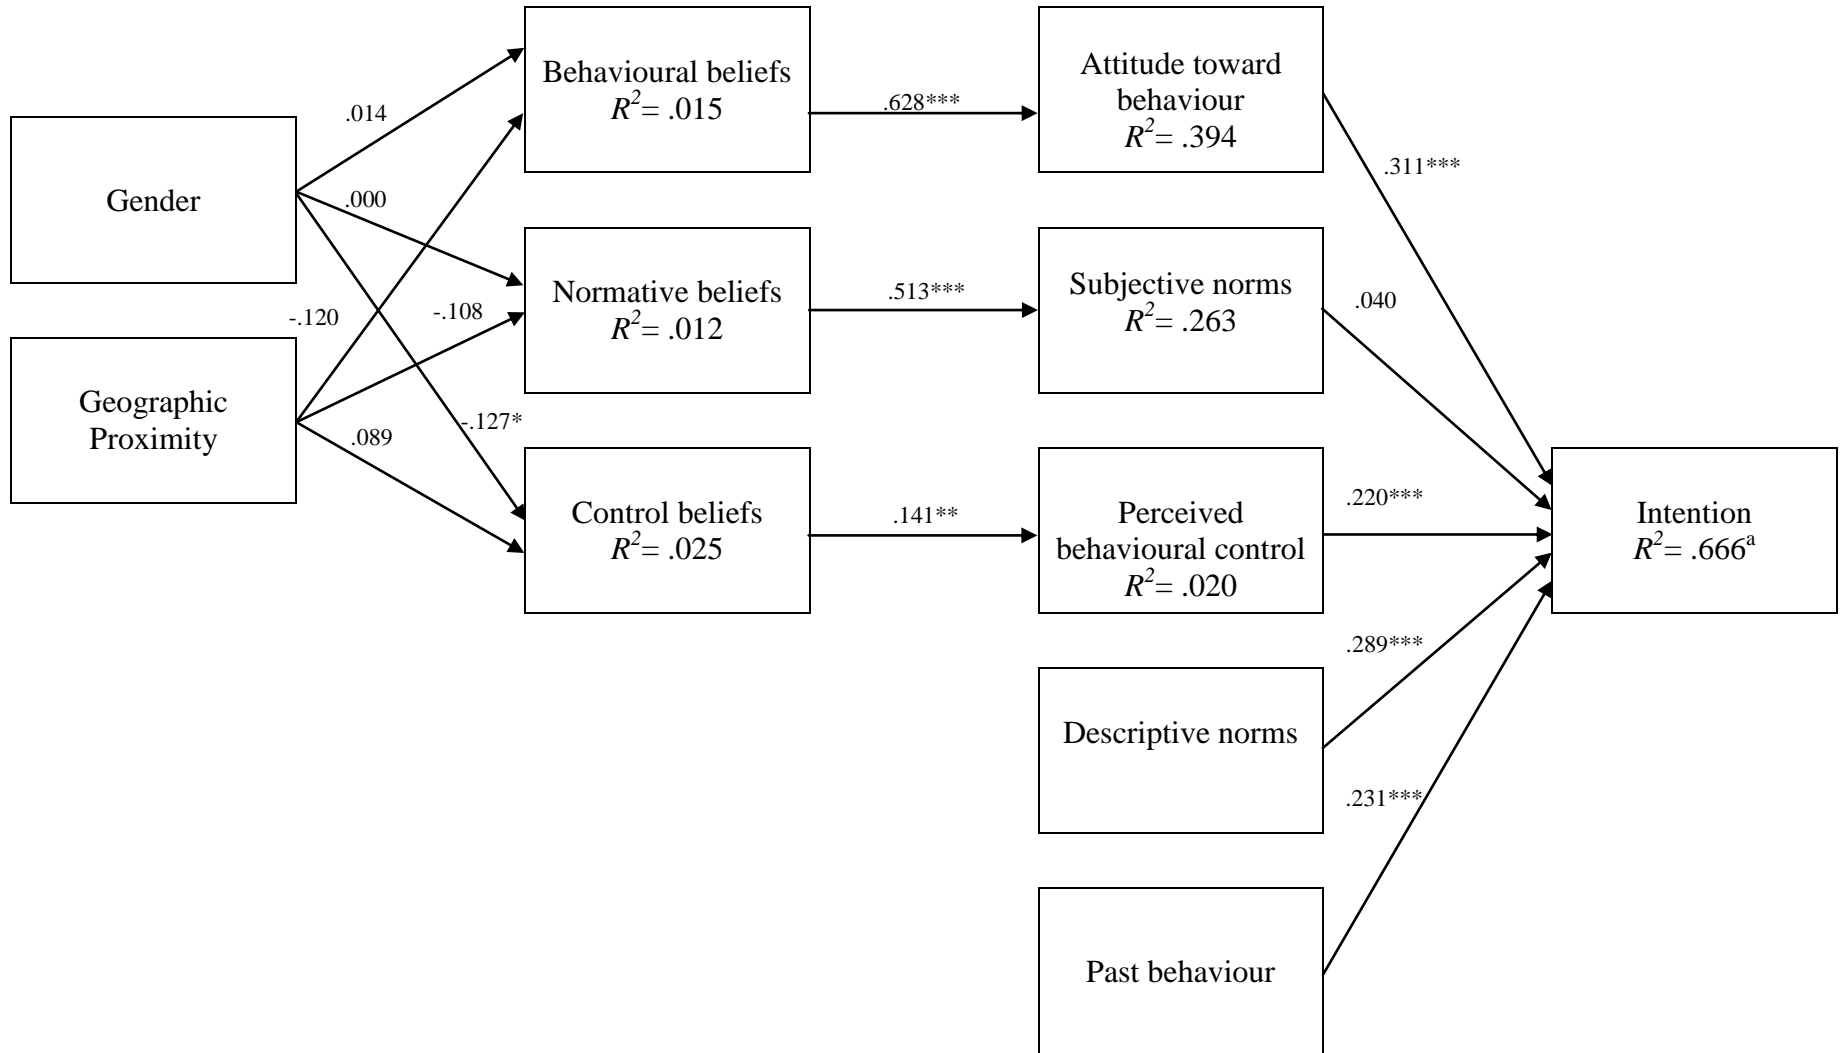 Gender
Geographic
Proximity
.014
.000
-.120
-.108
-.127*
.089
Behavioural beliefs
R²= .015
Normative beliefs
R²= .012
Control beliefs
R²= .025
.628***
.513***
.141**
Attitude toward
behaviour
R²= .394
Subjective norms
R²= .263
Perceived
behavioural control
R²= .020
Descriptive norms
Past behaviour
.311***
.040
.220***
.289***
.231***
Intention
R²= .666ᵃ